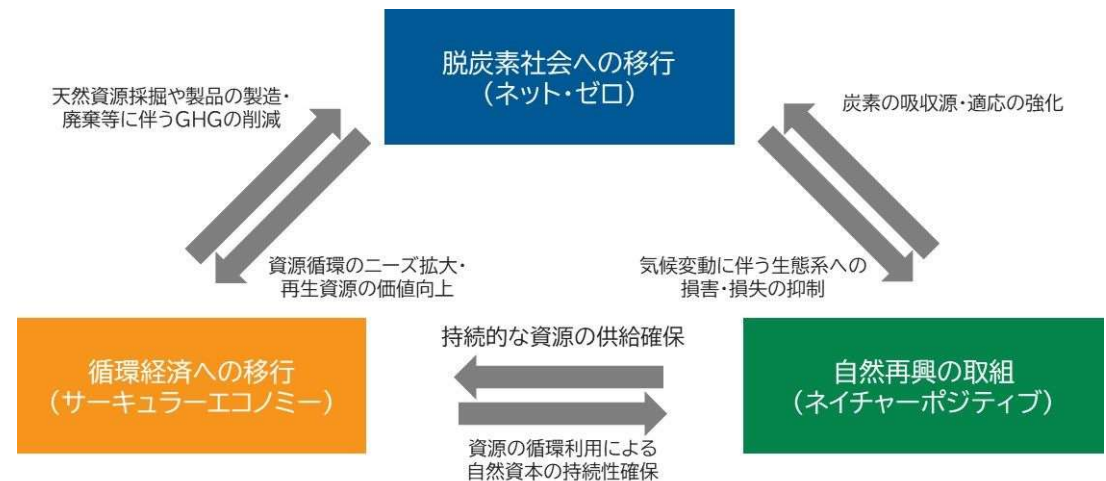 脱炭素社会への移行
(ネット・ゼロ)
天然資源採掘や製品の製造・
廃棄等に伴うGHGの削減
炭素の吸収源・適応の強化
資源循環のニーズ拡大・
再生資源の価値向上
気候変動に伴う生態系への
損害・損失の抑制
循環経済への移行
(サーキュラーエコノミー)
持続的な資源の供給確保
資源の循環利用による
自然資本の持続性確保
自然再興の取組
(ネイチャーポジティブ)